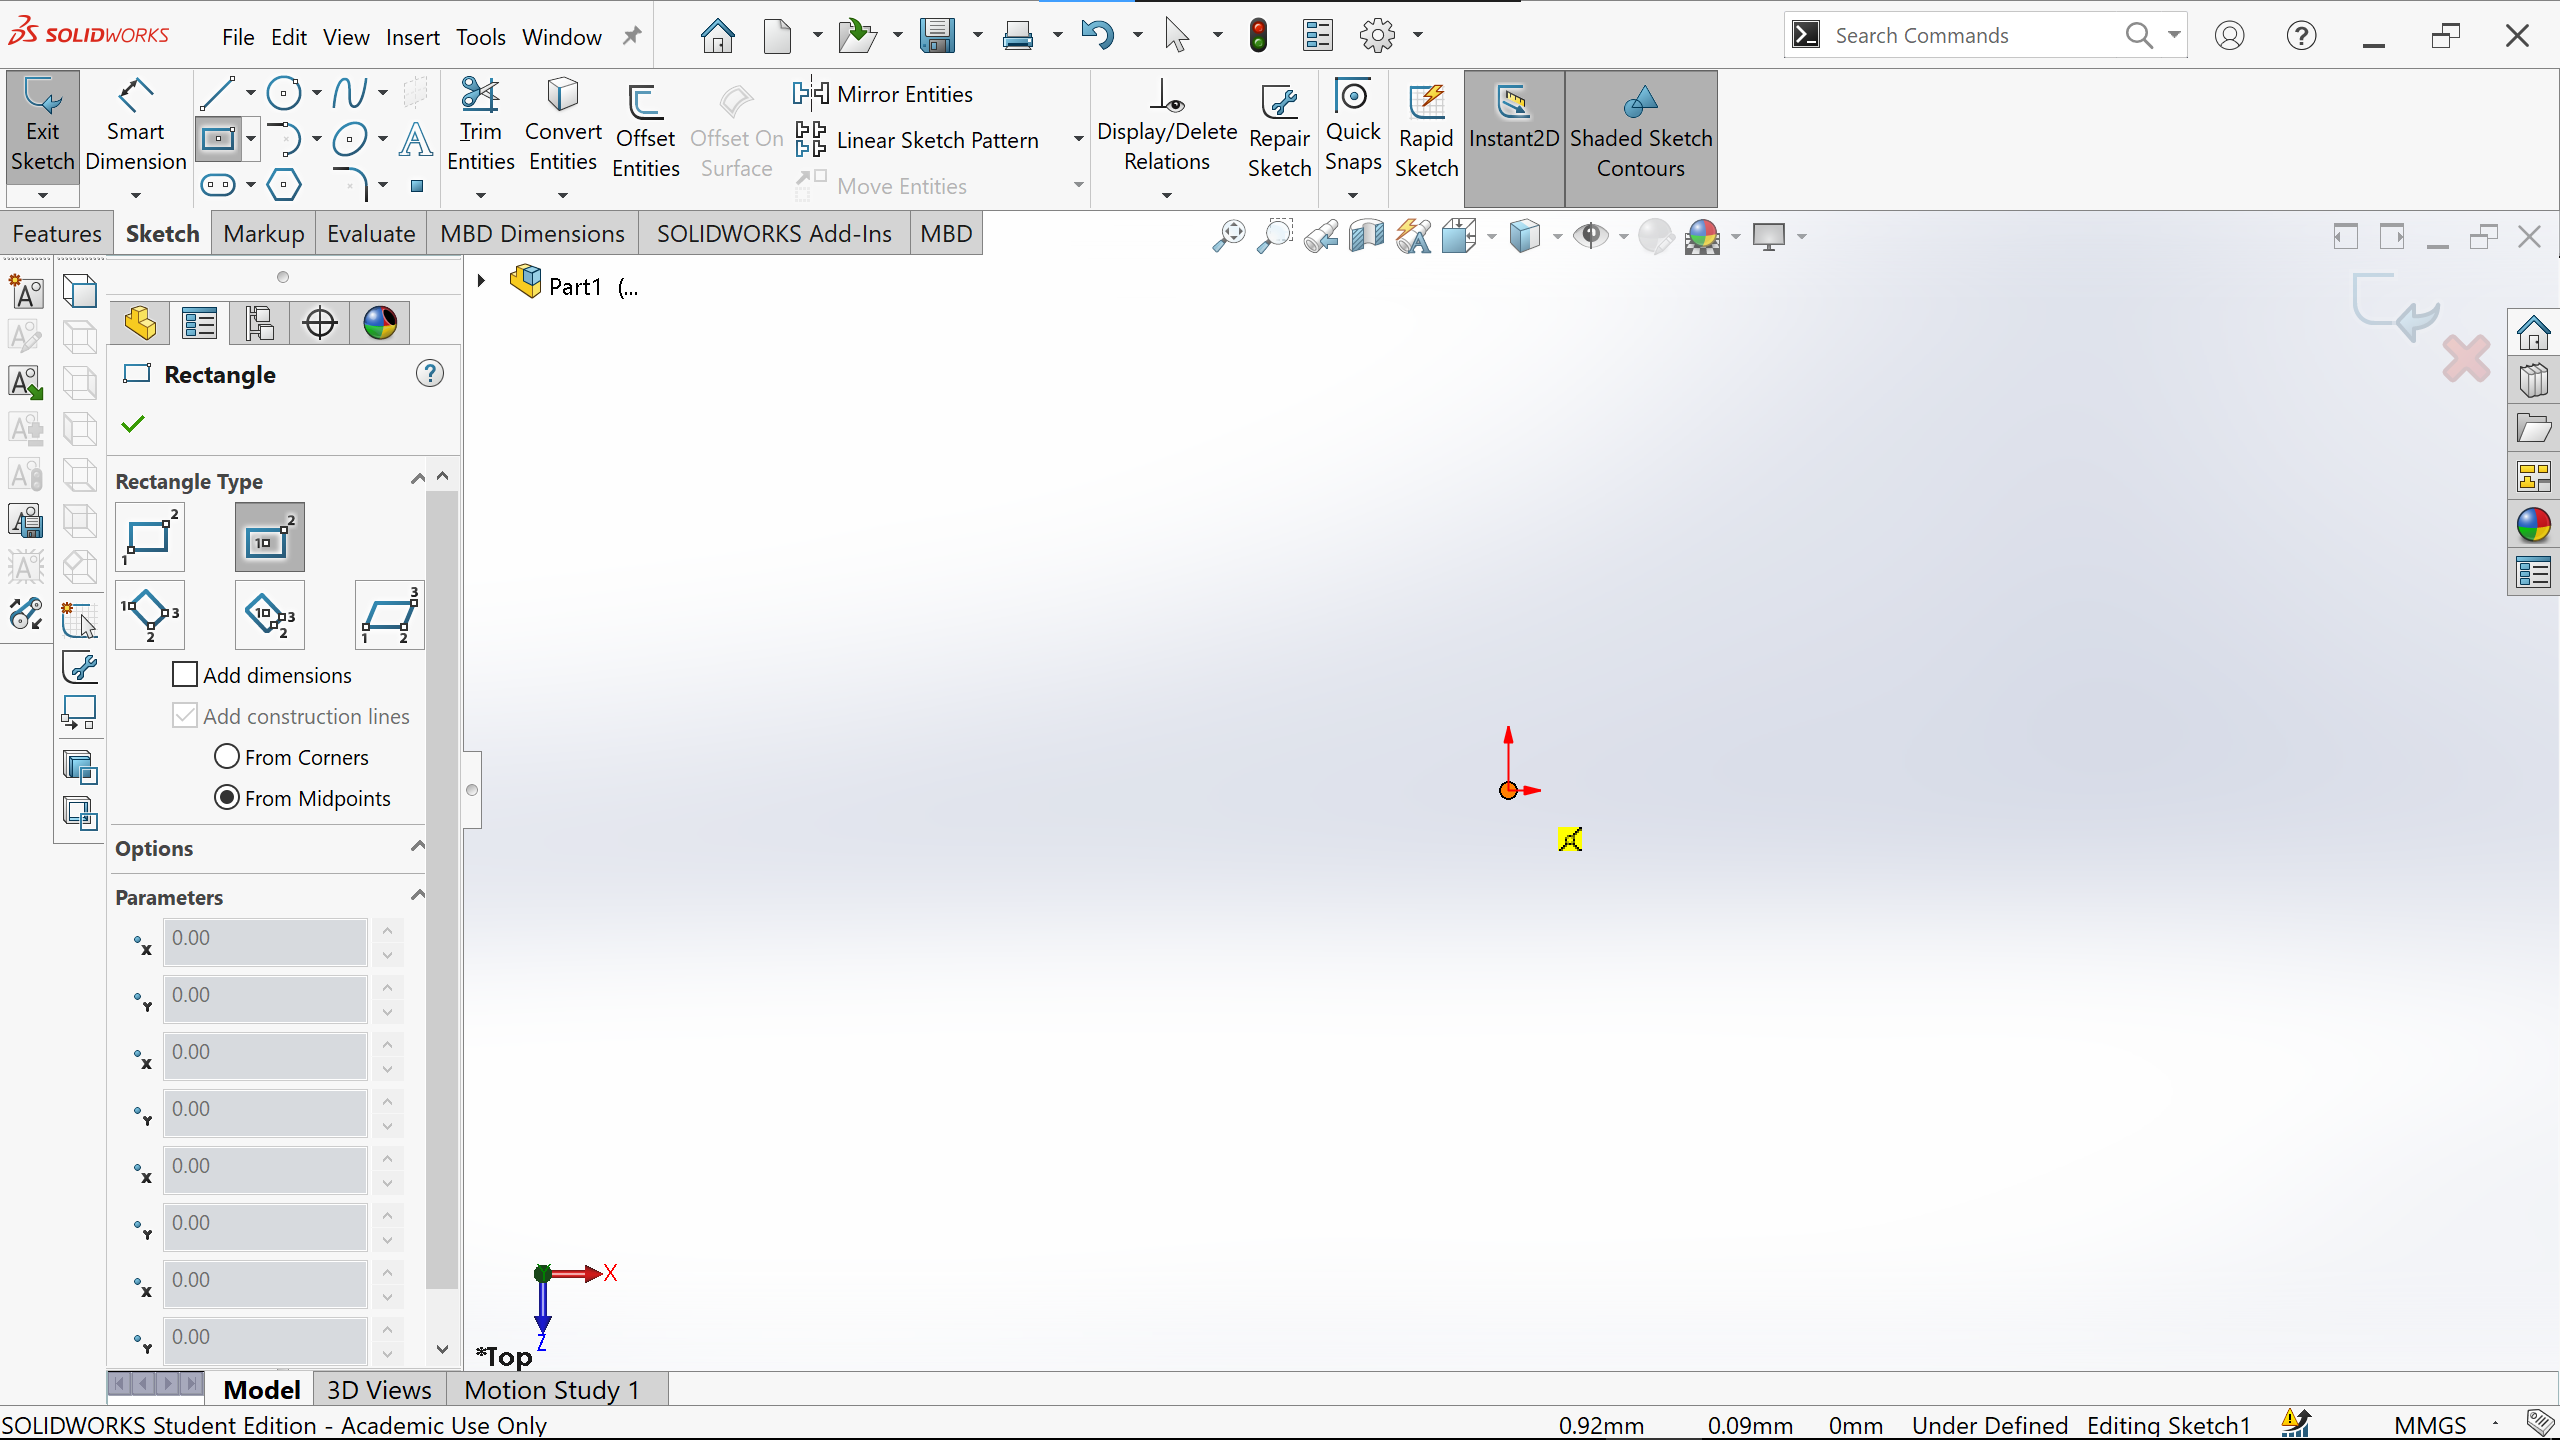 SOLIDWORKS File Edit View Insert Tools Window Search Commands
Exit Sketch
Smart Dimension
Trim Entities
Convert Entities
Offset Entities
Offset On Surface
Mirror Entities
Linear Sketch Pattern
Move Entities
Display/Delete Relations
Repair Sketch
Quick Snaps
Rapid Sketch
Instant2D
Shaded Sketch Contours
Features Sketch Markup Evaluate MBD Dimensions SOLIDWORKS Add-Ins MBD
Part1 (...
Rectangle
Rectangle Type
Add dimensions
Add construction lines
From Corners
From Midpoints
Options
Parameters
X 0.00
Y 0.00
X 0.00
Y 0.00
X 0.00
Y 0.00
X 0.00
Y 0.00
X
Z
*Top
Model 3D Views Motion Study 1
SOLIDWORKS Student Edition - Academic Use Only 0.92mm 0.09mm 0mm Under Defined Editing Sketch1 MMGS